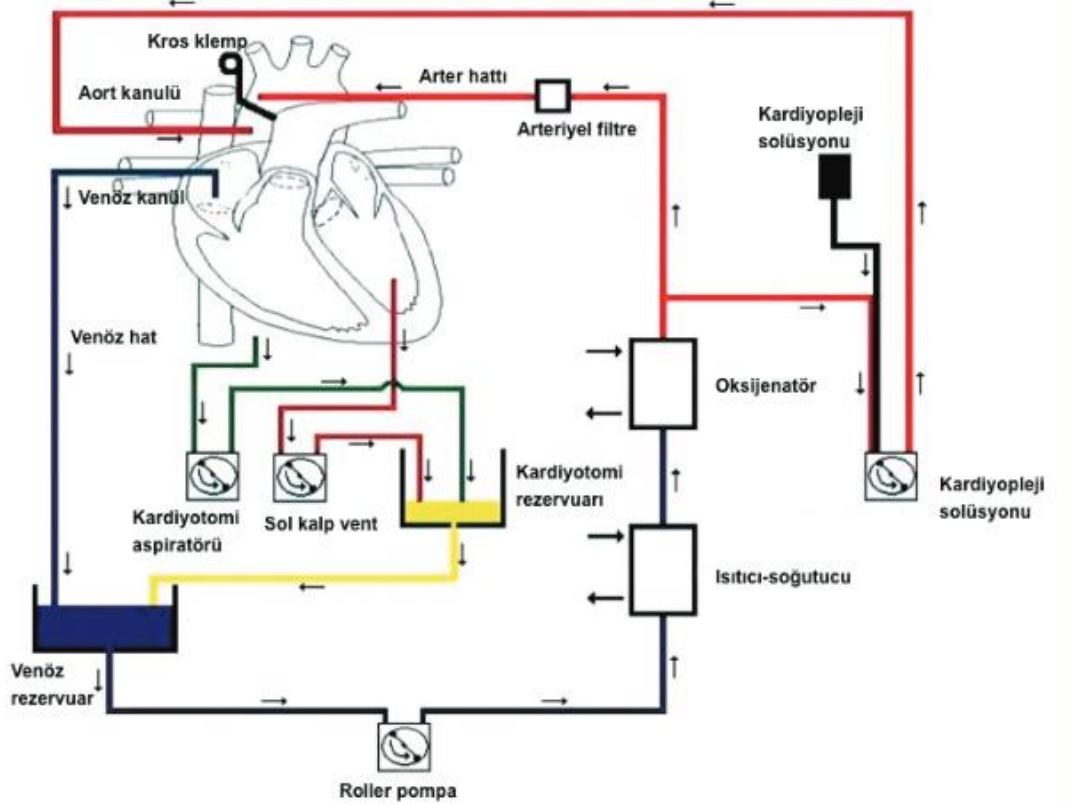 Kros klemp
Arter hattı
Aort kanulü
Arteriyel filtre
Kardiyopleji
solüsyonu
Venöz kanül
Venöz hat
Oksijenatör
Kardiyotomi
rezervuarı
Kardiyopleji
solüsyonu
Kardiyotomi
aspiratörü
Sol kalp vent
Isıtıcı-soğutucu
Venöz
rezervuar
Roller pompa